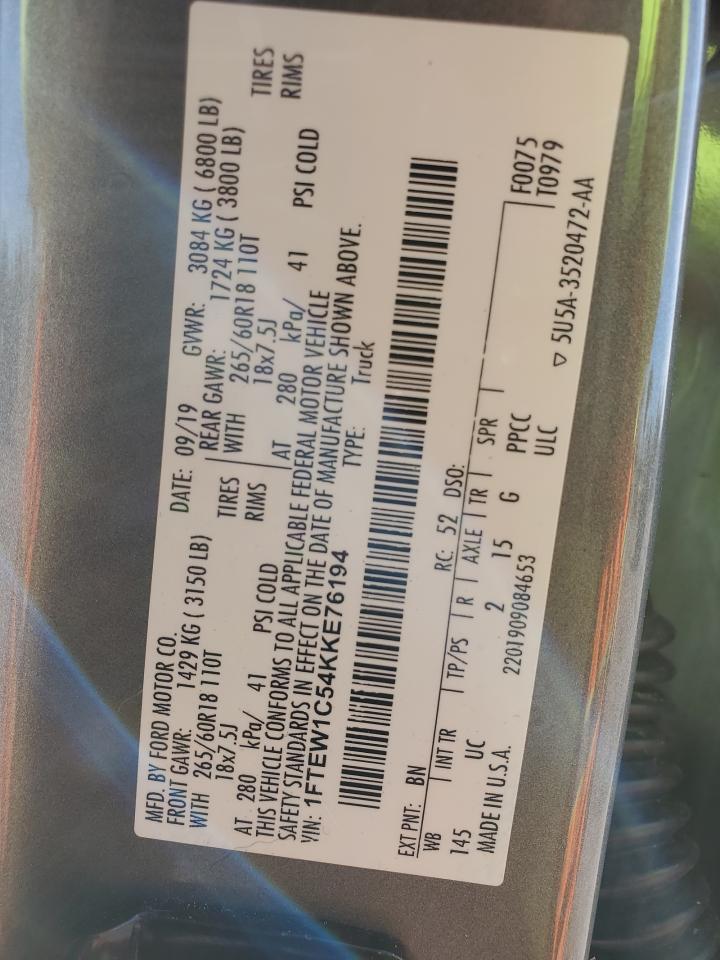 MFD. BY FORD MOTOR CO.
DATE: 09/19 GVWR: 3084 KG ( 6800 LB)
FRONT GAWR: 1429 KG ( 3150 LB)
REAR GAWR: 1724 KG ( 3800 LB)
WITH 265/60R18 110T TIRES
WITH 265/60R18 110T TIRES
18x7.5J RIMS
18x7.5J RIMS
AT 280 kPa/ 41 PSI COLD
AT 280 kPa/ 41 PSI COLD
THIS VEHICLE CONFORMS TO ALL APPLICABLE FEDERAL MOTOR VEHICLE
SAFETY STANDARDS IN EFFECT ON THE DATE OF MANUFACTURE SHOWN ABOVE.
VIN: 1FTEW1C54KKE76194 TYPE: Truck
EXT PNT: BN RC: 52 DSO: F0075
WB INT TR TP/PS R AXLE TR SPR T0979
145 UC 2 15 G PPCC
MADE IN U.S.A. 2201909084653 ULC
▽ 5U5A-3520472-AA